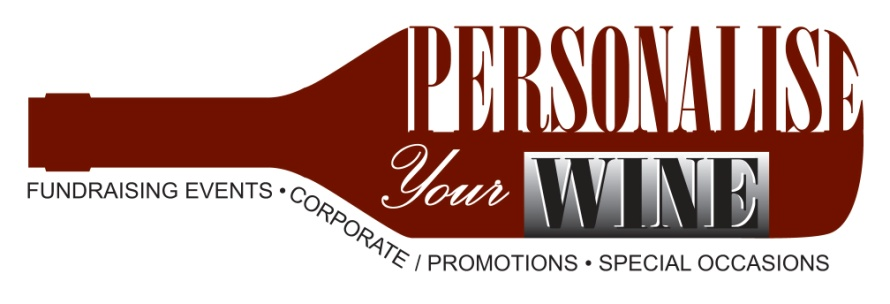 PERSONALISE
Your WINE
FUNDRAISING EVENTS • CORPORATE / PROMOTIONS • SPECIAL OCCASIONS